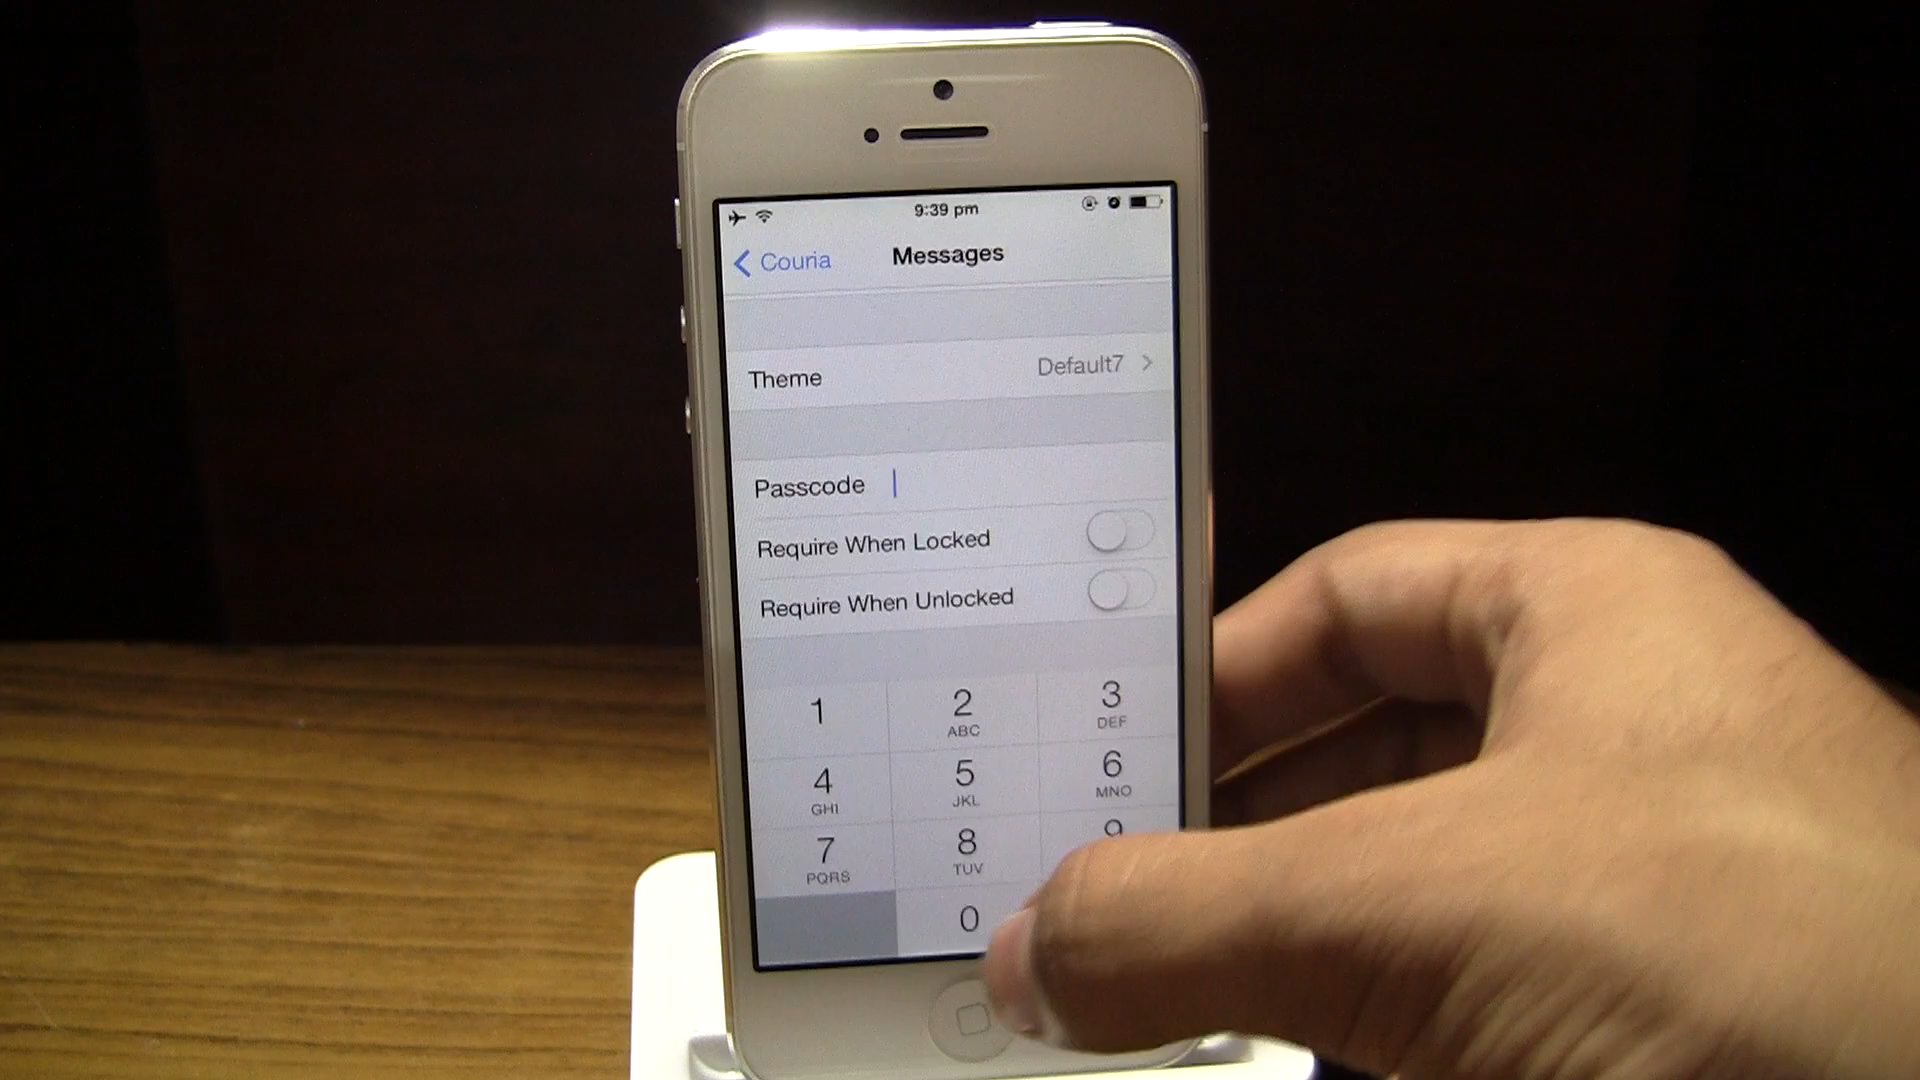 9:39 pm
Couria Messages
Theme Default7
Passcode
Require When Locked
Require When Unlocked
1 2 3
ABC DEF
4 5 6
GHI JKL MNO
7 8 9
PQRS TUV
0